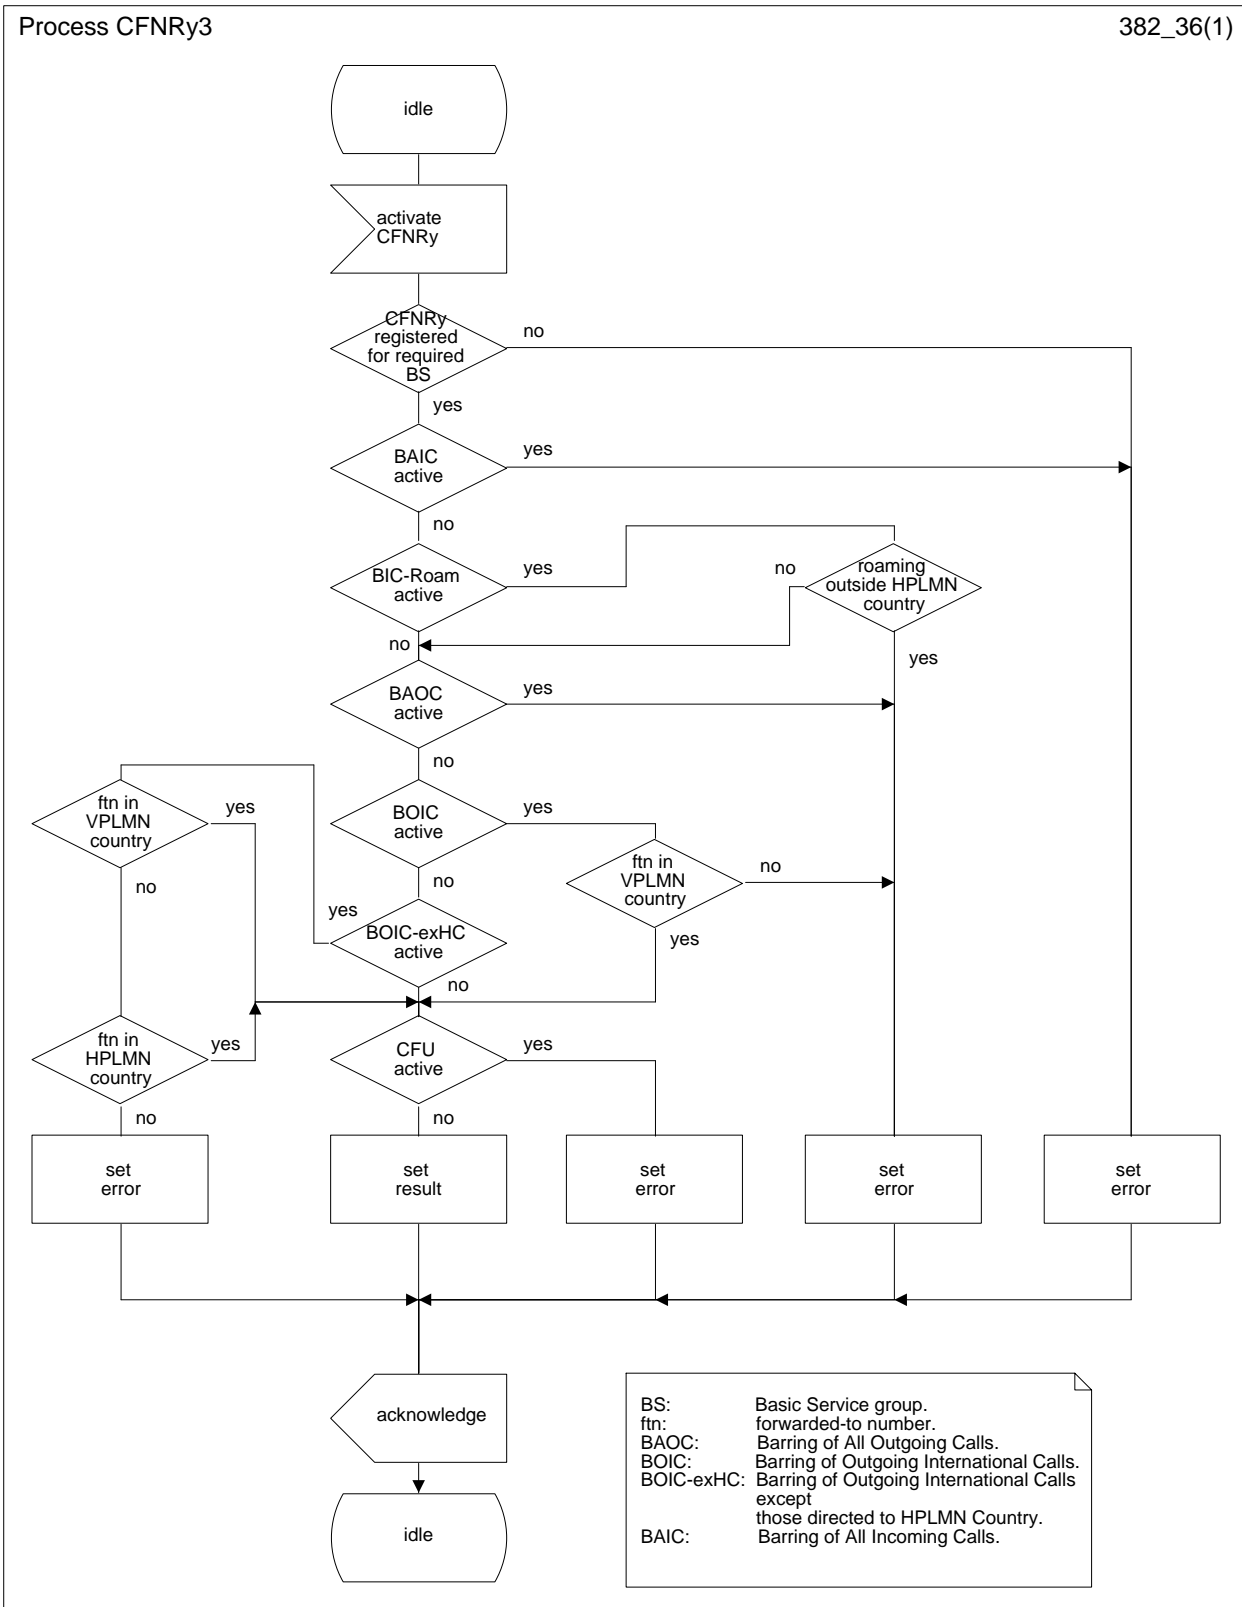 Process CFNRy3
382_36(1)
idle
activate
CFNRy
CFNRy
registered
for required
BS
no
yes
BAIC
active
yes
no
BIC-Roam
active
yes
no
roaming
outside HPLMN
country
no
yes
BAOC
active
yes
no
ftn in
VPLMN
country
yes
no
BOIC
active
yes
no
ftn in
VPLMN
country
no
yes
yes
BOIC-exHC
active
no
ftn in
HPLMN
country
yes
no
CFU
active
yes
no
set
error
set
result
set
error
set
error
set
error
acknowledge
idle
BS: Basic Service group.
ftn: forwarded-to number.
BAOC: Barring of All Outgoing Calls.
BOIC: Barring of Outgoing International Calls.
BOIC-exHC: Barring of Outgoing International Calls
except
those directed to HPLMN Country.
BAIC: Barring of All Incoming Calls.